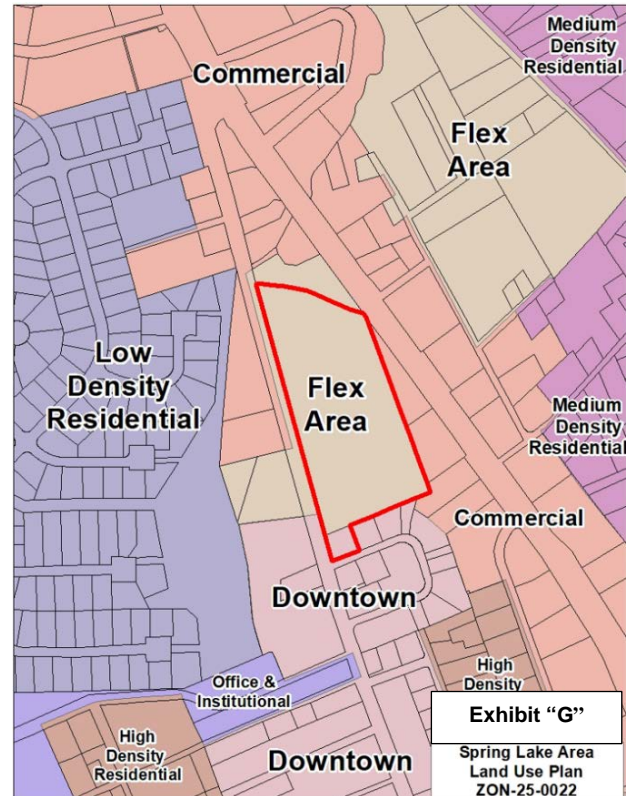 Commercial
Medium
Density
Residential
Flex
Area
Low
Density
Residential
Flex
Area
Medium
Density
Residential
Commercial
Downtown
Office &
Institutional
High
Density
High
Density
Residential
Downtown
Exhibit “G”
Spring Lake Area
Land Use Plan
ZON-25-0022